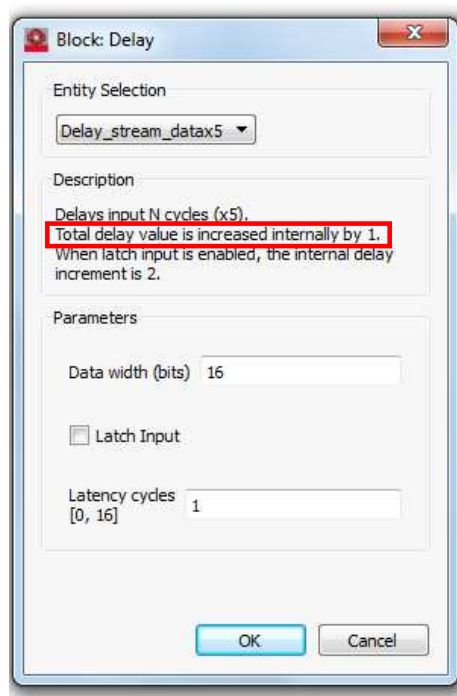 Block: Delay
Entity Selection
Delay_stream_datax5
Description
Delays input N cycles (x5).
Total delay value is increased internally by 1.
When latch input is enabled, the internal delay
increment is 2.
Parameters
Data width (bits) 16
Latch Input
Latency cycles
[0, 16] 1
OK Cancel